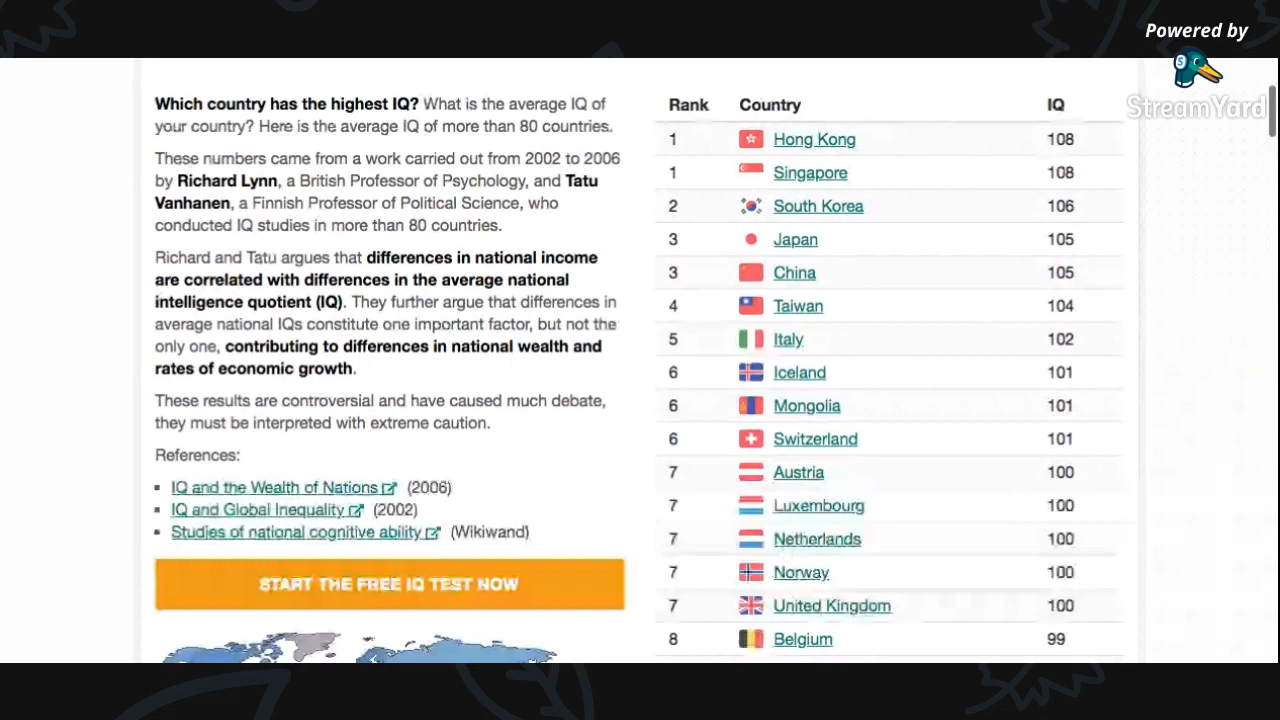 Powered by
StreamYard
Which country has the highest IQ? What is the average IQ of
your country? Here is the average IQ of more than 80 countries.
These numbers came from a work carried out from 2002 to 2006
by Richard Lynn, a British Professor of Psychology, and Tatu
Vanhanen, a Finnish Professor of Political Science, who
conducted IQ studies in more than 80 countries.
Richard and Tatu argues that differences in national income
are correlated with differences in the average national
intelligence quotient (IQ). They further argue that differences in
average national IQs constitute one important factor, but not the
only one, contributing to differences in national wealth and
rates of economic growth.
These results are controversial and have caused much debate,
they must be interpreted with extreme caution.
References:
IQ and the Wealth of Nations (2006)
IQ and Global Inequality (2002)
Studies of national cognitive ability (Wikiwand)
START THE FREE IQ TEST NOW
Rank Country IQ
1 Hong Kong 108
1 Singapore 108
2 South Korea 106
3 Japan 105
3 China 105
4 Taiwan 104
5 Italy 102
6 Iceland 101
6 Mongolia 101
6 Switzerland 101
7 Austria 100
7 Luxembourg 100
7 Netherlands 100
7 Norway 100
7 United Kingdom 100
8 Belgium 99